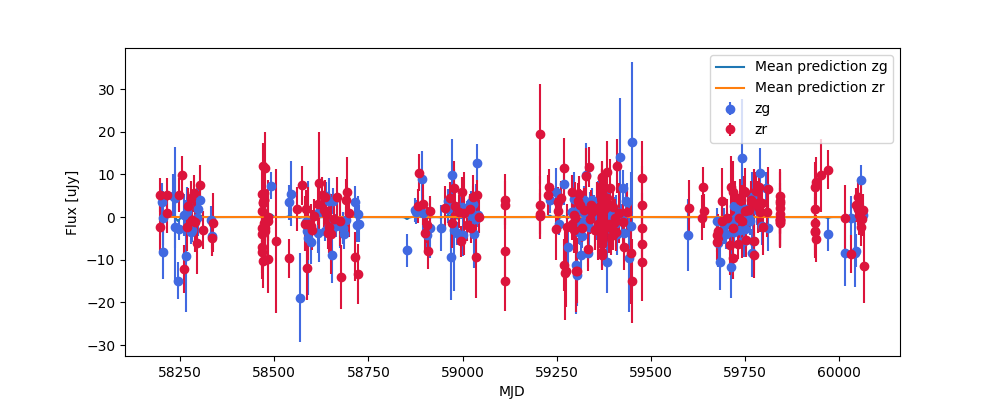 Mean prediction zg
Mean prediction zr
zg
zr
Flux [uJy]
30
20
10
0
−10
−20
−30
58250
58500
58750
59000
59250
59500
59750
60000
MJD